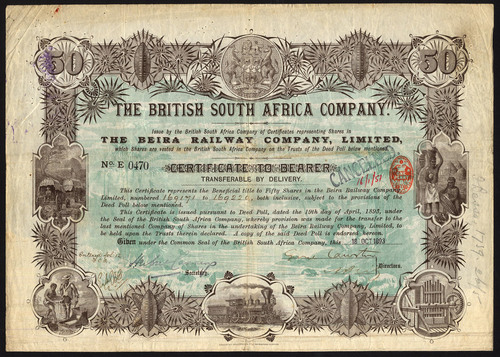 50 50
THE BRITISH SOUTH AFRICA COMPANY.
Issue by the British South Africa Company of Certificates representing Shares in
THE BEIRA RAILWAY COMPANY, LIMITED,
which Shares are vested in the British South Africa Company on the Trusts of the Deed Poll below mentioned.
No. E 0470
CERTIFICATE TO BEARER
CANCELLED
TRANSFERABLE BY DELIVERY.
This Certificate represents the Beneficial title to Fifty Shares in the Beira Railway Company,
Limited, numbered 169171 to 169220, both inclusive, subject to the provisions of the
Deed Poll below mentioned.
This Certificate is issued pursuant to Deed Poll, dated the 18th day of April, 1893, under
the Seal of the British South Africa Company, whereby provision was made for the transfer to the
last mentioned Company of Shares in the undertaking of the Beira Railway Company, Limited, to
be held upon the Trusts therein declared. A copy of the said Deed Poll is endorsed hereon.
Given under the Common Seal of the British South Africa Company, this 18 OCT 1893
Secretary.
Directors.
50 50